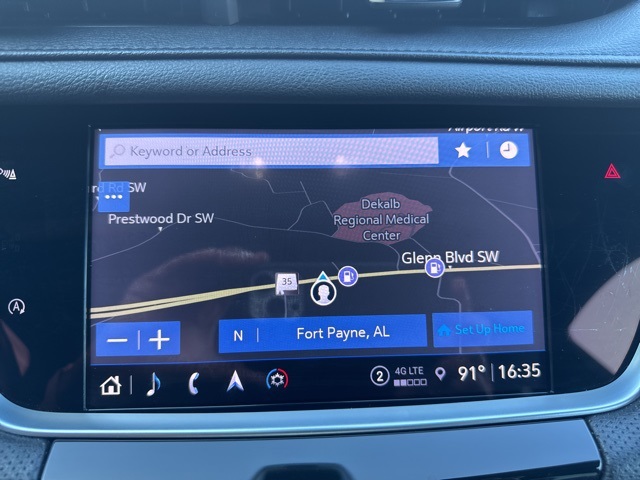 Keyword or Address
rd Rd SW
Prestwood Dr SW
Dekalb
Regional Medical
Center
Glenn Blvd SW
35
N
Fort Payne, AL
Set Up Home
2
4G LTE
91°
16:35
A